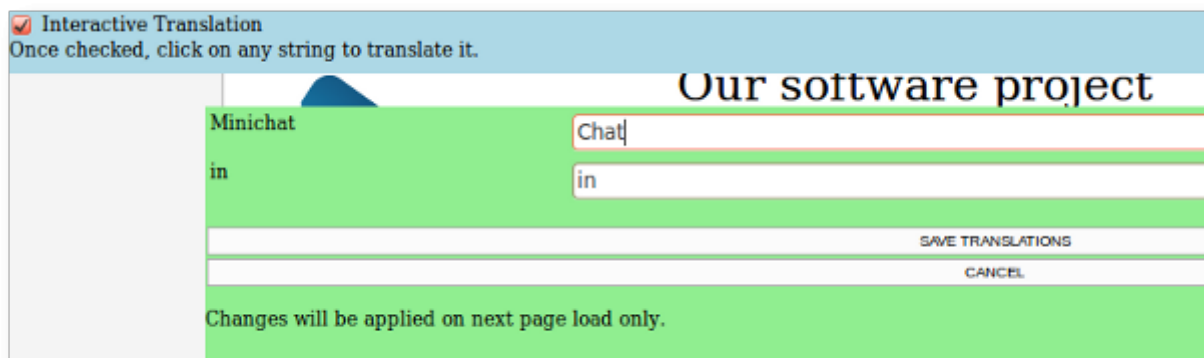 Interactive Translation
Once checked, click on any string to translate it.
Our software project
Minichat
Chat
in
in
SAVE TRANSLATIONS
CANCEL
Changes will be applied on next page load only.